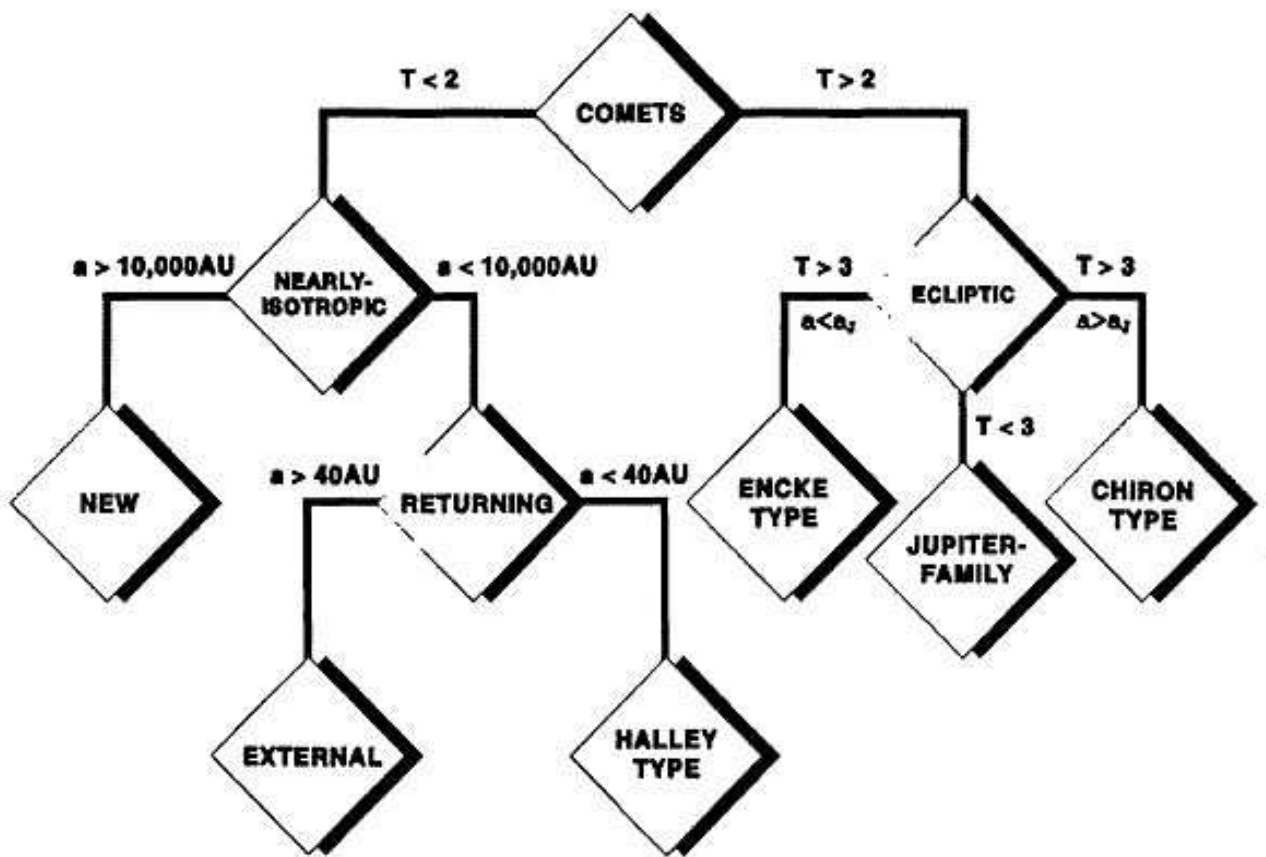 T < 2
T > 2
COMETS
a > 10,000AU
a < 10,000AU
T > 3
T > 3
NEARLY-
ISOTROPIC
ECLIPTIC
a<aJ
a>aJ
T < 3
a > 40AU
a < 40AU
NEW
RETURNING
ENCKE
TYPE
CHIRON
TYPE
JUPITER-
FAMILY
EXTERNAL
HALLEY
TYPE